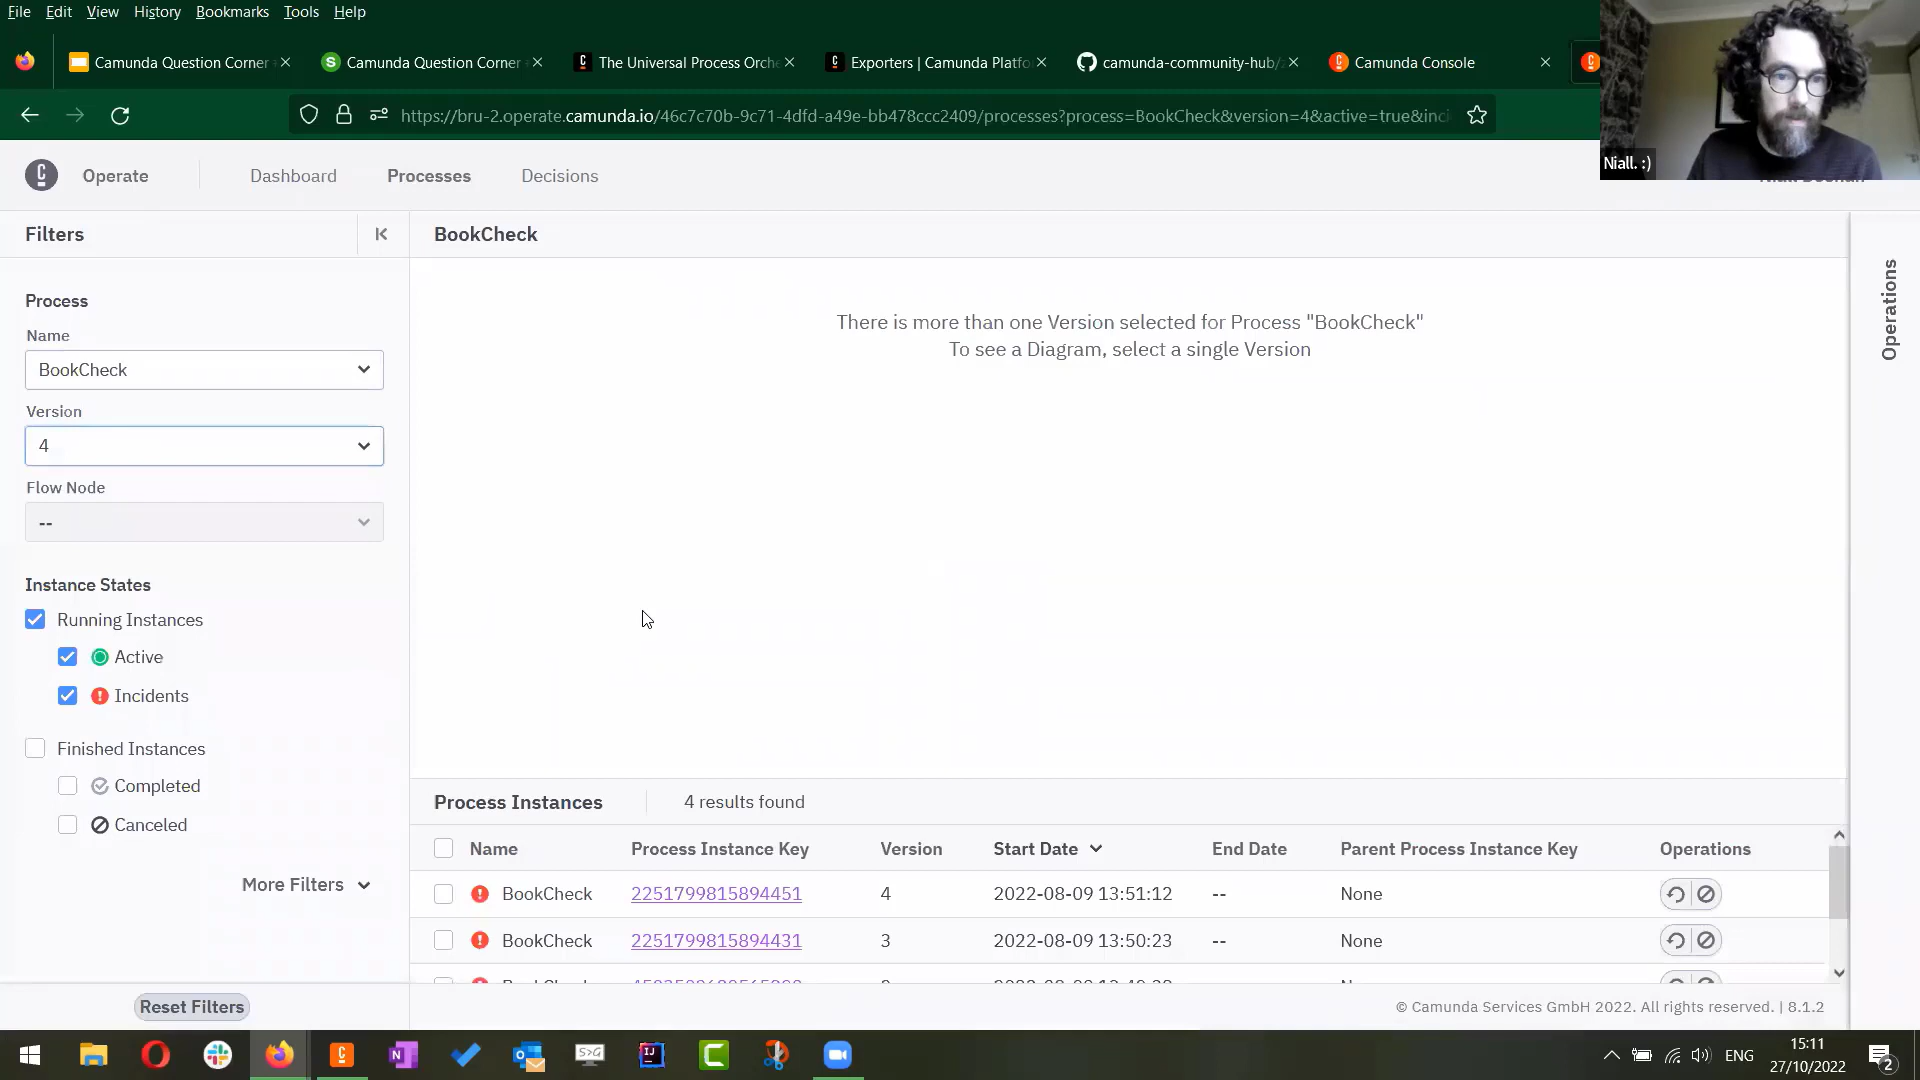 File Edit View History Bookmarks Tools Help
Camunda Question Corner
Camunda Question Corner
The Universal Process Orche
Exporters | Camunda Platfo
camunda-community-hub/
Camunda Console
https://bru-2.operate.camunda.io/46c7c70b-9c71-4dfd-a49e-bb478ccc2409/processes?process=BookCheck&version=4&active=true&inci
Niall. :)
Operate
Dashboard
Processes
Decisions
Filters
BookCheck
Operations
Process
Name
BookCheck
Version
4
Flow Node
--
There is more than one Version selected for Process "BookCheck"
To see a Diagram, select a single Version
Instance States
Running Instances
Active
Incidents
Finished Instances
Completed
Canceled
More Filters
Reset Filters
Process Instances 4 results found
Name Process Instance Key Version Start Date End Date Parent Process Instance Key Operations
BookCheck 2251799815894451 4 2022-08-09 13:51:12 -- None
BookCheck 2251799815894431 3 2022-08-09 13:50:23 -- None
© Camunda Services GmbH 2022. All rights reserved. | 8.1.2
ENG
15:11
27/10/2022
2